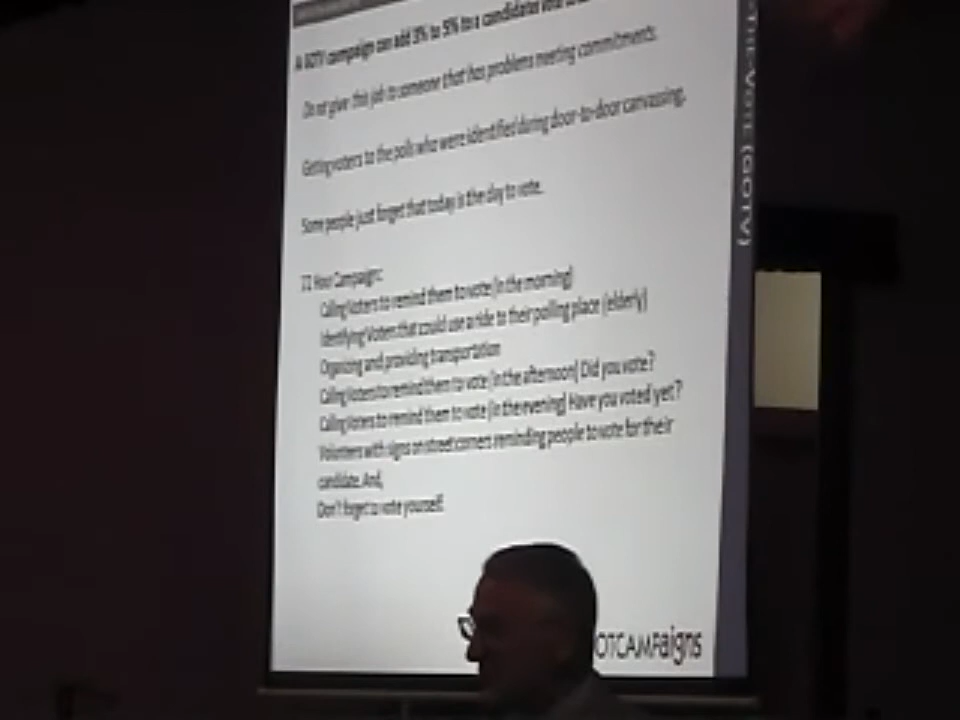 A GOTV campaign can add 3% to 5% to a candidates
Do not give this job to someone that has problems meeting commitments.
Getting voters to the polls who were identified during door-to-door canvassing.
Some people just forget that today is the day to vote.
72 Hour Campaign:
Calling Voters to remind them to vote (in the morning)
Identifying Voters that could use a ride to their polling place (elderly)
Organizing and providing transportation
Calling Voters to remind them to vote (in the afternoon) Did you vote?
Calling Voters to remind them to vote (in the evening) Have you voted yet?
Volunteers with signs on street corners reminding people to vote for their
candidate. And,
Don't forget to vote yourself.
OTCAMPaigns
THE-VOTE (GOTV)